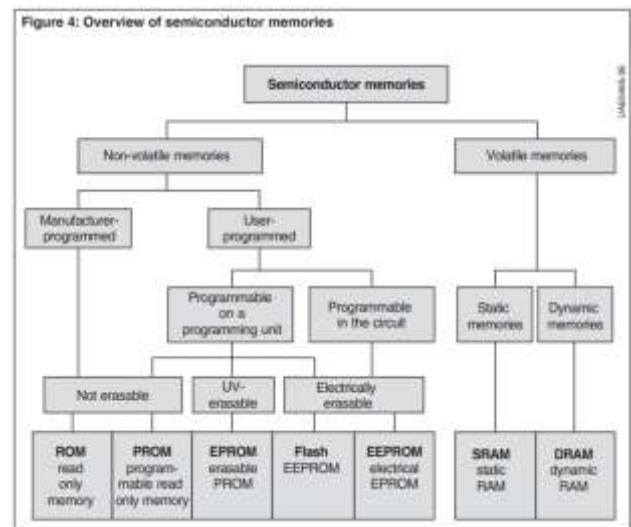 Figure 4: Overview of semiconductor memories
Semiconductor memories
Non-volatile memories
Volatile memories
Manufacturer-
programmed
User-
programmed
Programmable
on a
programming unit
Programmable
in the circuit
Static
memories
Dynamic
memories
Not erasable
UV-
erasable
Electrically
erasable
ROM
read
only
memory
PROM
program-
mable read
only memory
EPROM
erasable
PROM
Flash
EEPROM
EEPROM
electrical
EPROM
SRAM
static
RAM
DRAM
dynamic
RAM